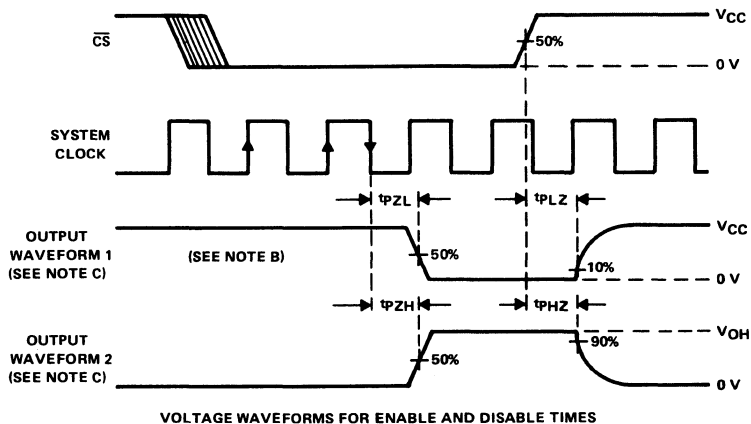 CS
VCC
50%
0 V
SYSTEM
CLOCK
tPZL
tPLZ
OUTPUT
WAVEFORM 1
(SEE NOTE C)
(SEE NOTE B)
50%
VCC
10%
0 V
tPZH
tPHZ
OUTPUT
WAVEFORM 2
(SEE NOTE C)
50%
VOH
90%
0 V
VOLTAGE WAVEFORMS FOR ENABLE AND DISABLE TIMES